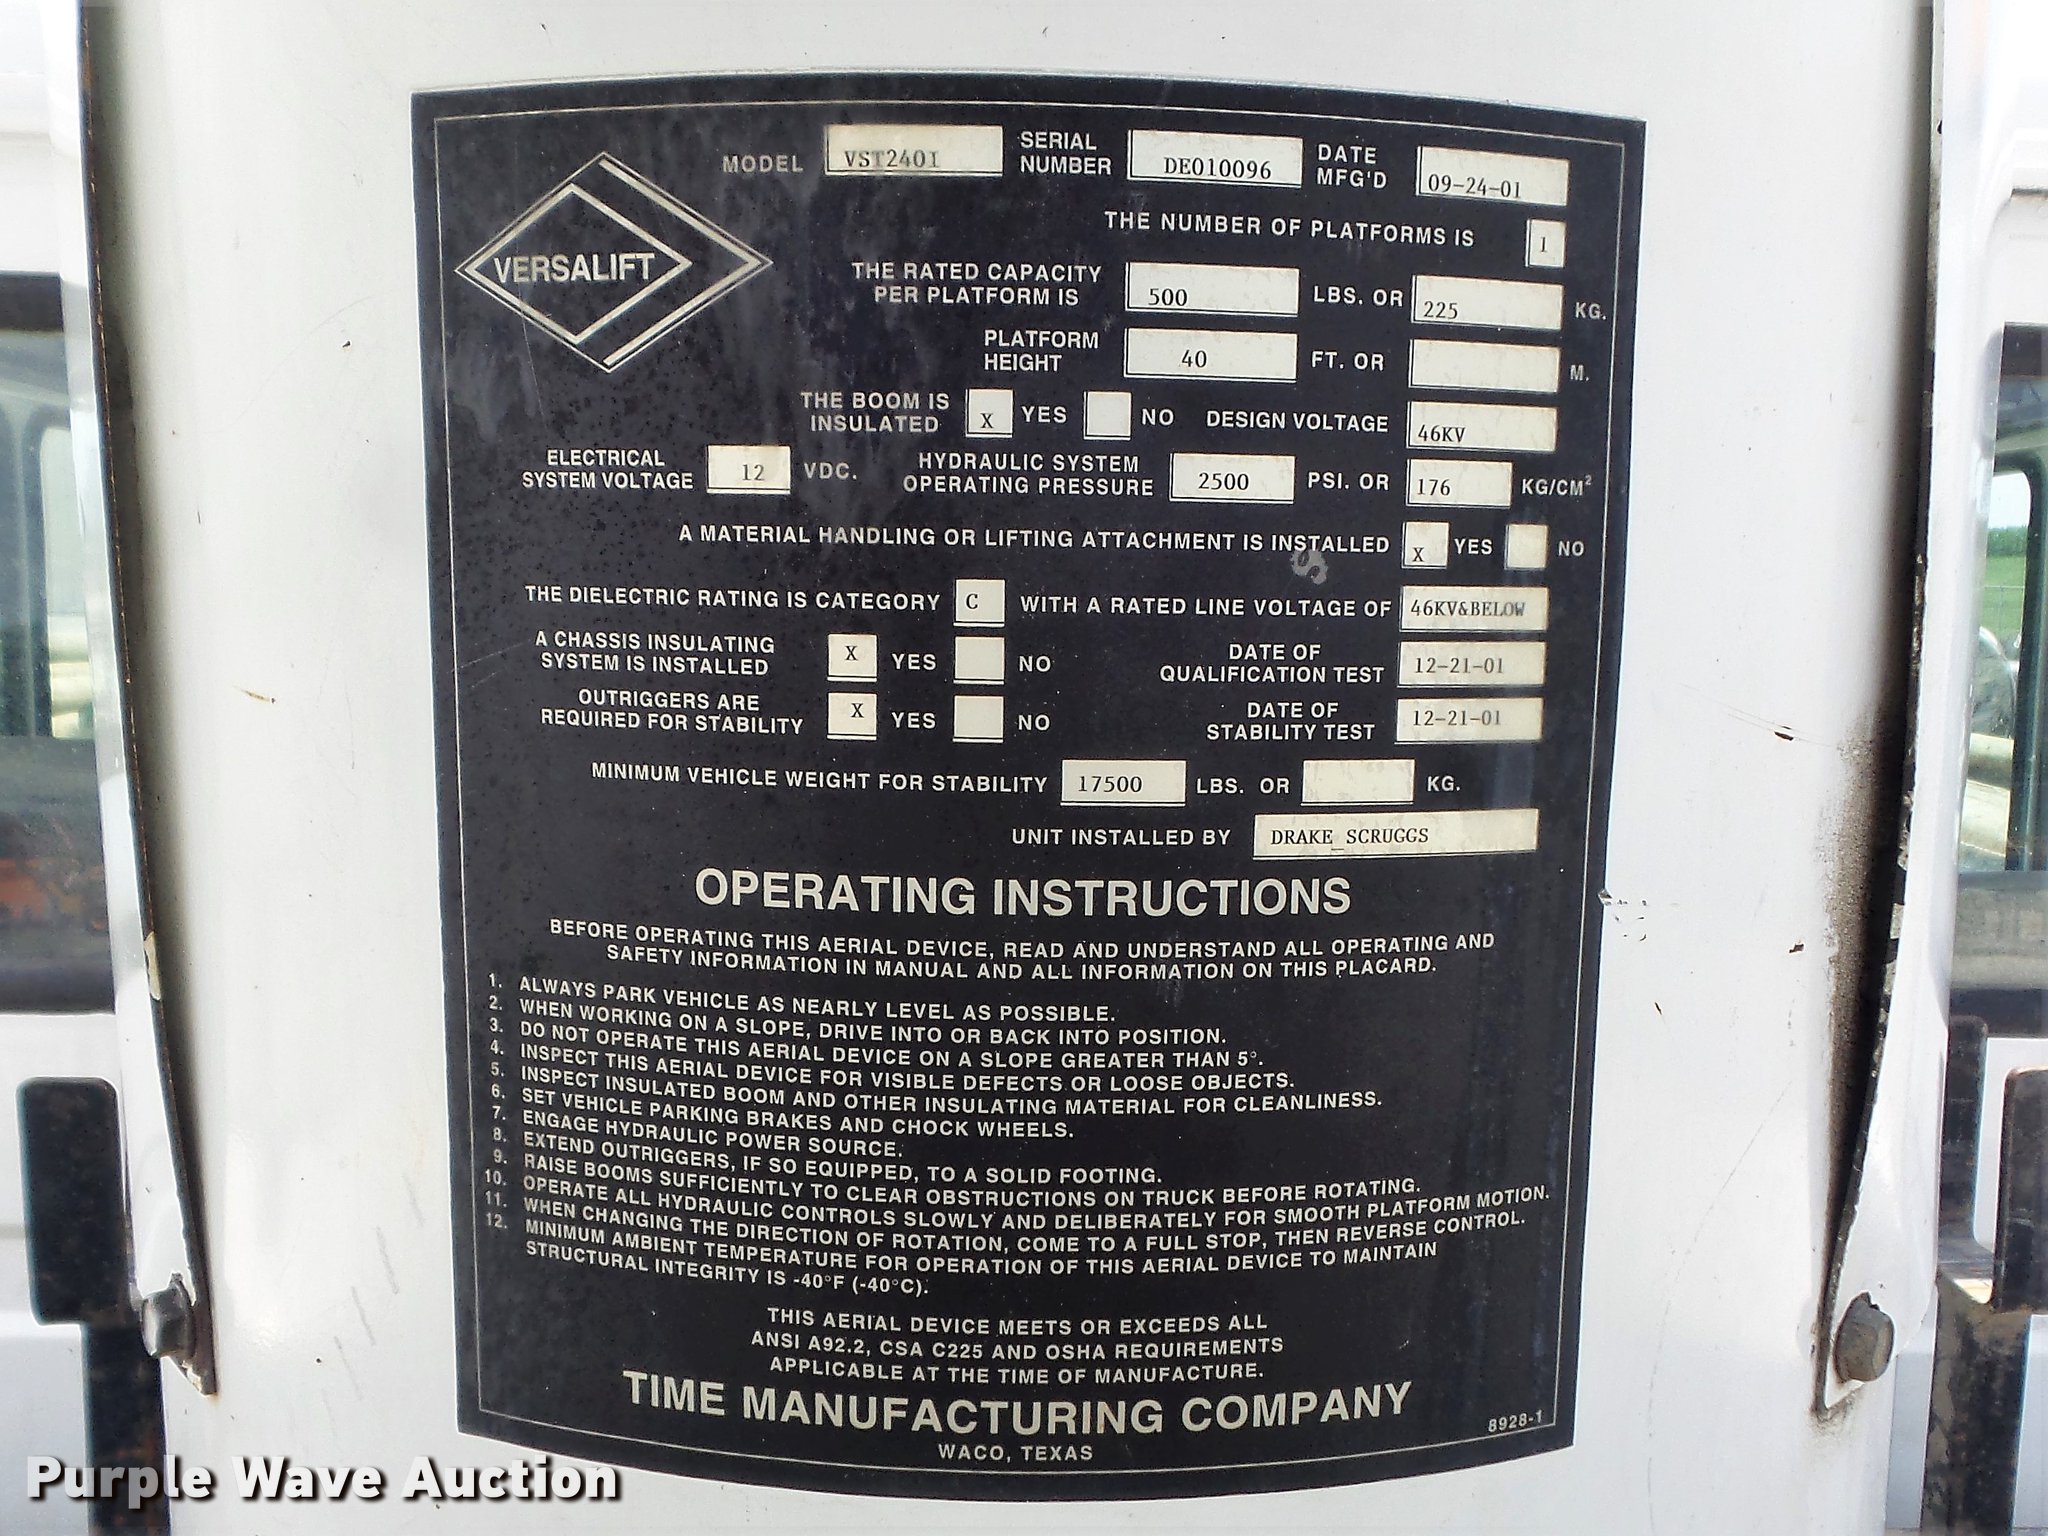 MODEL VST240I SERIAL NUMBER DE010096 DATE MFG'D 09-24-01
VERSALIFT
THE NUMBER OF PLATFORMS IS 1
THE RATED CAPACITY PER PLATFORM IS 500 LBS. OR 225 KG.
PLATFORM HEIGHT 40 FT. OR M.
THE BOOM IS INSULATED X YES NO DESIGN VOLTAGE 46KV
ELECTRICAL SYSTEM VOLTAGE 12 VDC. HYDRAULIC SYSTEM OPERATING PRESSURE 2500 PSI. OR 176 KG/CM²
A MATERIAL HANDLING OR LIFTING ATTACHMENT IS INSTALLED X YES NO
S
THE DIELECTRIC RATING IS CATEGORY C WITH A RATED LINE VOLTAGE OF 46KV&BELOW
A CHASSIS INSULATING SYSTEM IS INSTALLED X YES NO DATE OF QUALIFICATION TEST 12-21-01
OUTRIGGERS ARE REQUIRED FOR STABILITY X YES NO DATE OF STABILITY TEST 12-21-01
MINIMUM VEHICLE WEIGHT FOR STABILITY 17500 LBS. OR KG.
UNIT INSTALLED BY DRAKE_SCRUGGS
OPERATING INSTRUCTIONS
BEFORE OPERATING THIS AERIAL DEVICE, READ AND UNDERSTAND ALL OPERATING AND
SAFETY INFORMATION IN MANUAL AND ALL INFORMATION ON THIS PLACARD.
1. ALWAYS PARK VEHICLE AS NEARLY LEVEL AS POSSIBLE.
2. WHEN WORKING ON A SLOPE, DRIVE INTO OR BACK INTO POSITION.
3. DO NOT OPERATE THIS AERIAL DEVICE ON A SLOPE GREATER THAN 5°.
4. INSPECT THIS AERIAL DEVICE FOR VISIBLE DEFECTS OR LOOSE OBJECTS.
5. INSPECT INSULATED BOOM AND OTHER INSULATING MATERIAL FOR CLEANLINESS.
6. SET VEHICLE PARKING BRAKES AND CHOCK WHEELS.
7. ENGAGE HYDRAULIC POWER SOURCE.
8. EXTEND OUTRIGGERS, IF SO EQUIPPED, TO A SOLID FOOTING.
9. RAISE BOOMS SUFFICIENTLY TO CLEAR OBSTRUCTIONS ON TRUCK BEFORE ROTATING.
10. OPERATE ALL HYDRAULIC CONTROLS SLOWLY AND DELIBERATELY FOR SMOOTH PLATFORM MOTION.
11. WHEN CHANGING THE DIRECTION OF ROTATION, COME TO A FULL STOP, THEN REVERSE CONTROL.
12. MINIMUM AMBIENT TEMPERATURE FOR OPERATION OF THIS AERIAL DEVICE TO MAINTAIN
STRUCTURAL INTEGRITY IS -40°F (-40°C).
THIS AERIAL DEVICE MEETS OR EXCEEDS ALL
ANSI A92.2, CSA C225 AND OSHA REQUIREMENTS
APPLICABLE AT THE TIME OF MANUFACTURE.
TIME MANUFACTURING COMPANY
WACO, TEXAS
8928-1
Purple Wave Auction